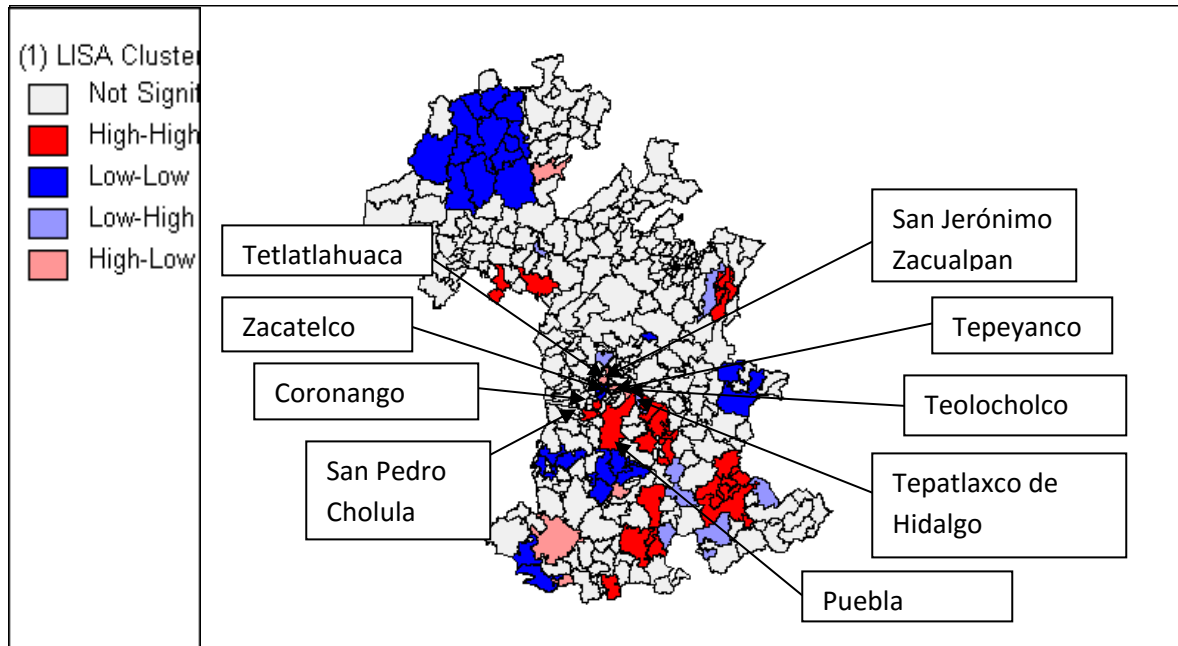 (1) LISA Cluster
Not Signif
High-High
Low-Low
Low-High
High-Low
Tetlatlahuaca
Zacatelco
Coronango
San Pedro
Cholula
San Jerónimo
Zacualpan
Tepeyanco
Teolocholco
Tepatlaxco de
Hidalgo
Puebla